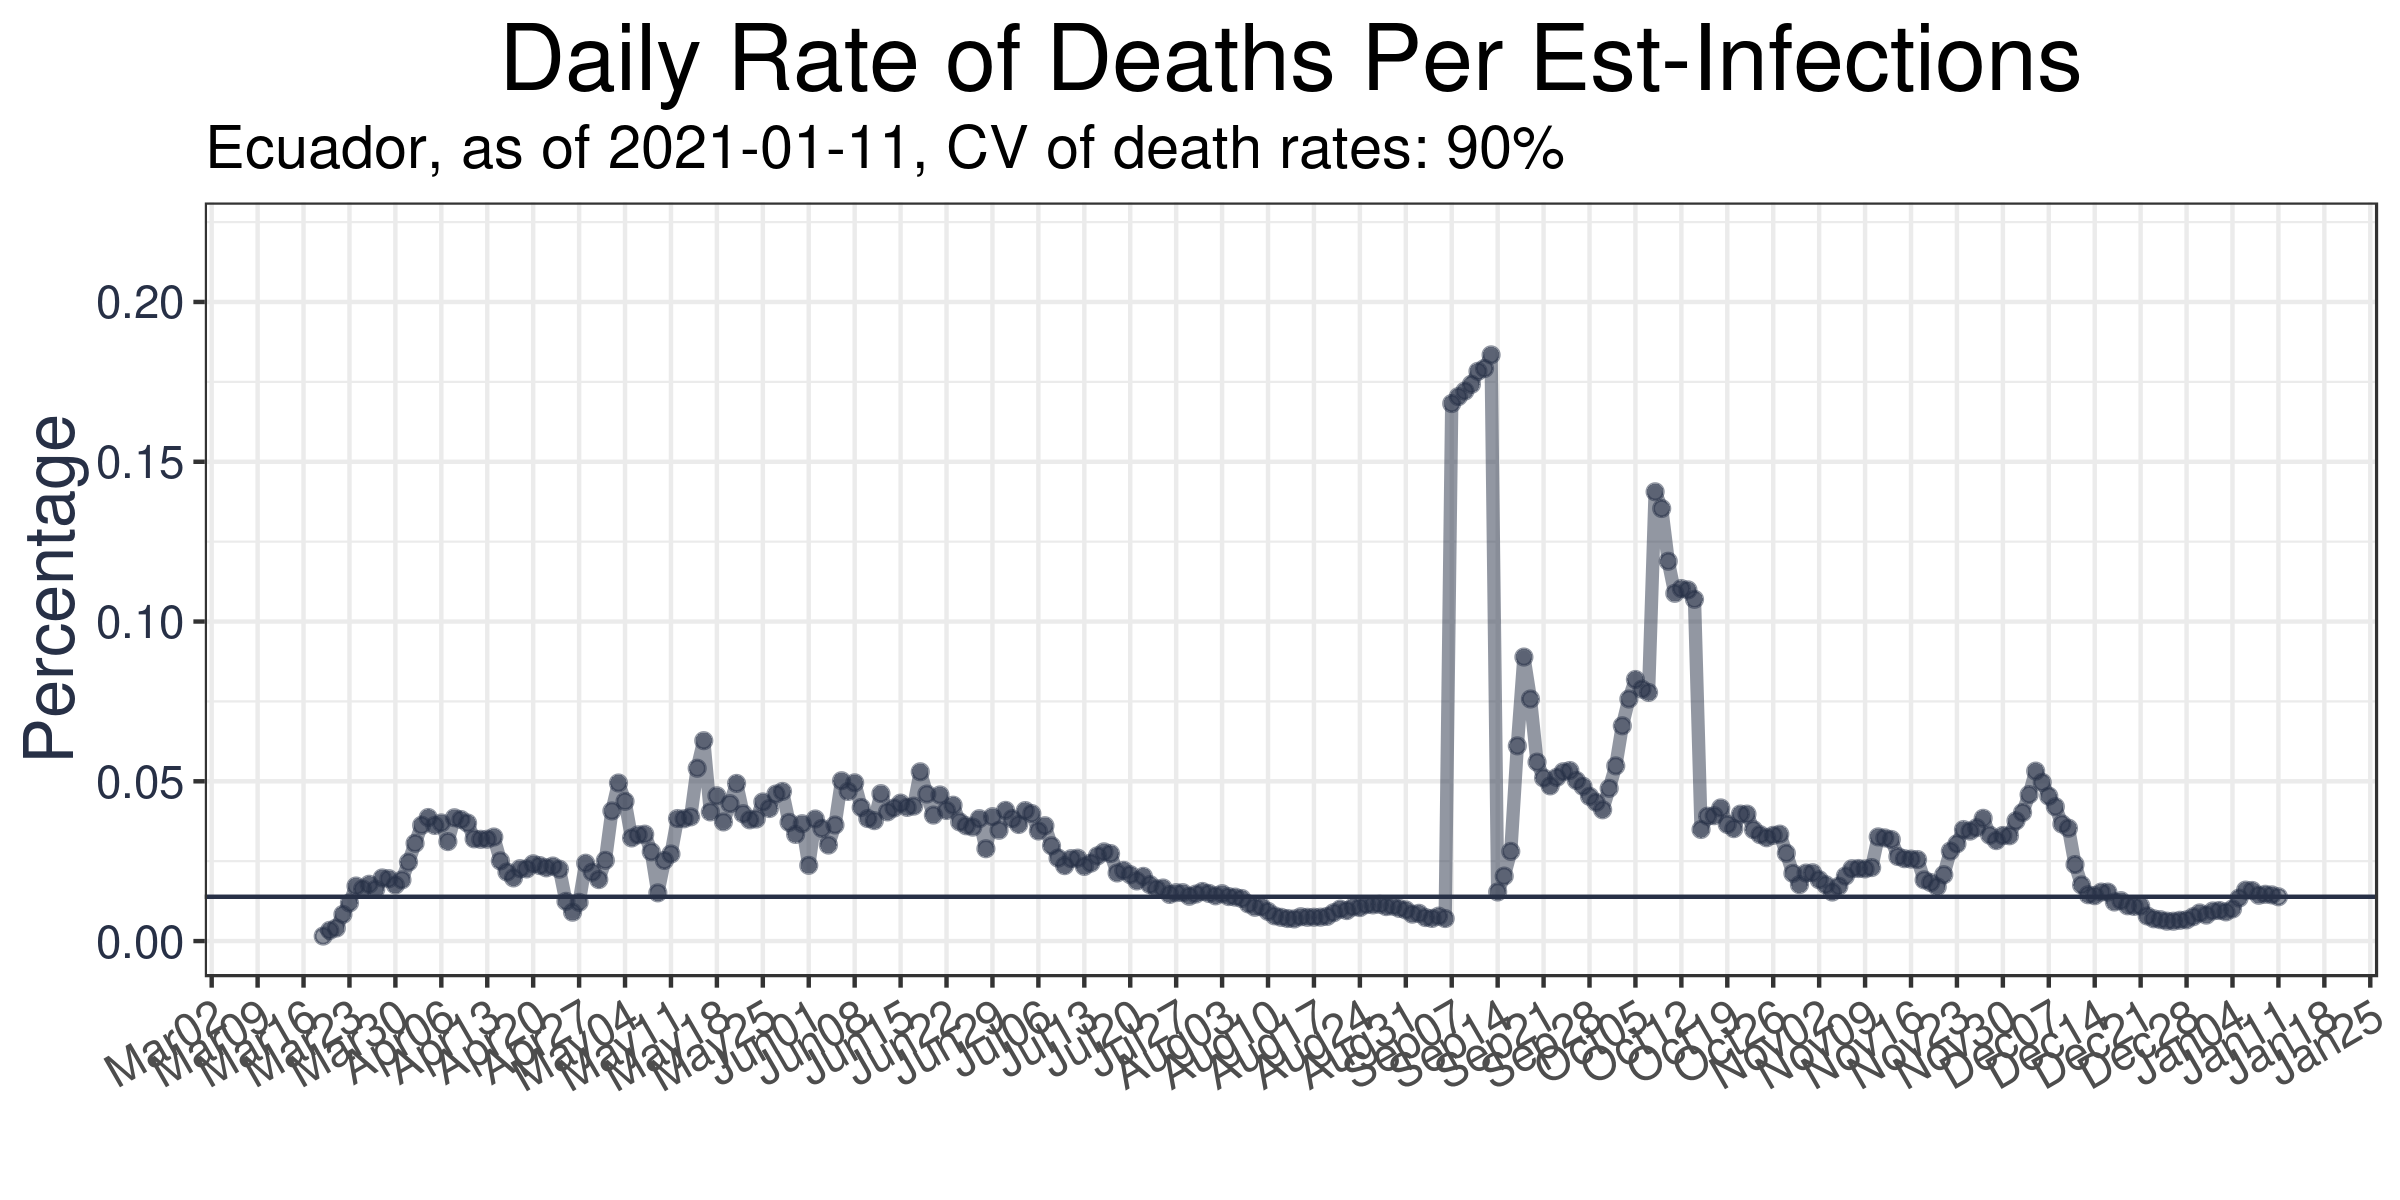 Daily Rate of Deaths Per Est-Infections
Ecuador, as of 2021-01-11, CV of death rates: 90%
Percentage
0.20
0.15
0.10
0.05
0.00
Mar02
Mar09
Mar16
Mar23
Mar30
Apr06
Apr13
Apr20
Apr27
May04
May11
May18
May25
Jun01
Jun08
Jun15
Jun22
Jun29
Jul06
Jul13
Jul20
Jul27
Aug03
Aug10
Aug17
Aug24
Aug31
Sep07
Sep14
Sep21
Sep28
Oct05
Oct12
Oct19
Oct26
Nov02
Nov09
Nov16
Nov23
Nov30
Dec07
Dec14
Dec21
Dec28
Jan04
Jan11
Jan18
Jan25